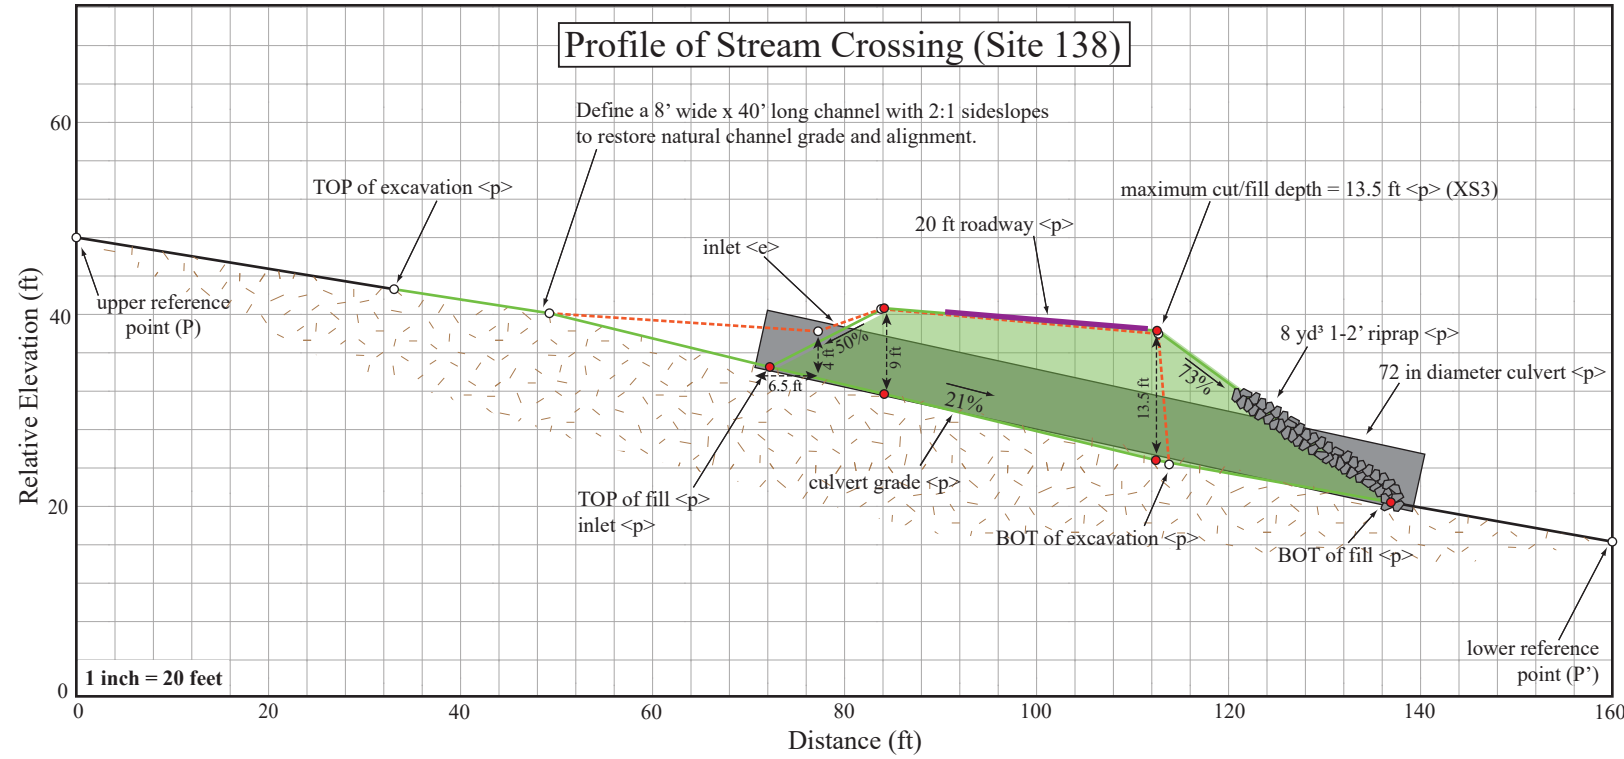 Profile of Stream Crossing (Site 138)
Define a 8’ wide x 40’ long channel with 2:1 sideslopes
to restore natural channel grade and alignment.
60
TOP of excavation <p>
maximum cut/fill depth = 13.5 ft <p> (XS3)
20 ft roadway <p>
inlet <e>
upper reference
point (P)
40
8 yd³ 1-2’ riprap <p>
50%
4 ft
9 ft
73%
72 in diameter culvert <p>
6.5 ft
21%
13.5 ft
Relative Elevation (ft)
culvert grade <p>
TOP of fill <p>
inlet <p>
20
BOT of excavation <p>
BOT of fill <p>
lower reference
point (P’)
1 inch = 20 feet
0
0 20 40 60 80 100 120 140 160
Distance (ft)